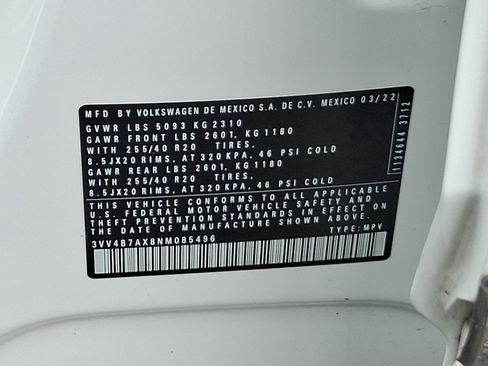 MFD BY VOLKSWAGEN DE MEXICO S.A. DE C.V. MEXICO 03/22
GVWR LBS 5093 KG 2310
GAWR FRONT LBS 2601, KG 1180
WITH 255/40 R20 TIRES.
8.5JX20 RIMS, AT 320 KPA, 46 PSI COLD
GAWR REAR LBS 2601, KG 1180
WITH 255/40 R20 TIRES.
8.5JX20 RIMS, AT 320 KPA, 46 PSI COLD
THIS VEHICLE CONFORMS TO ALL APPLICABLE
U.S. FEDERAL MOTOR VEHICLE SAFETY AND
THEFT PREVENTION STANDARDS IN EFFECT ON
THE DATE OF MANUFACTURE SHOWN ABOVE.
3VV4B7AX8NM085496 TYPE: MPV
1134644 3712